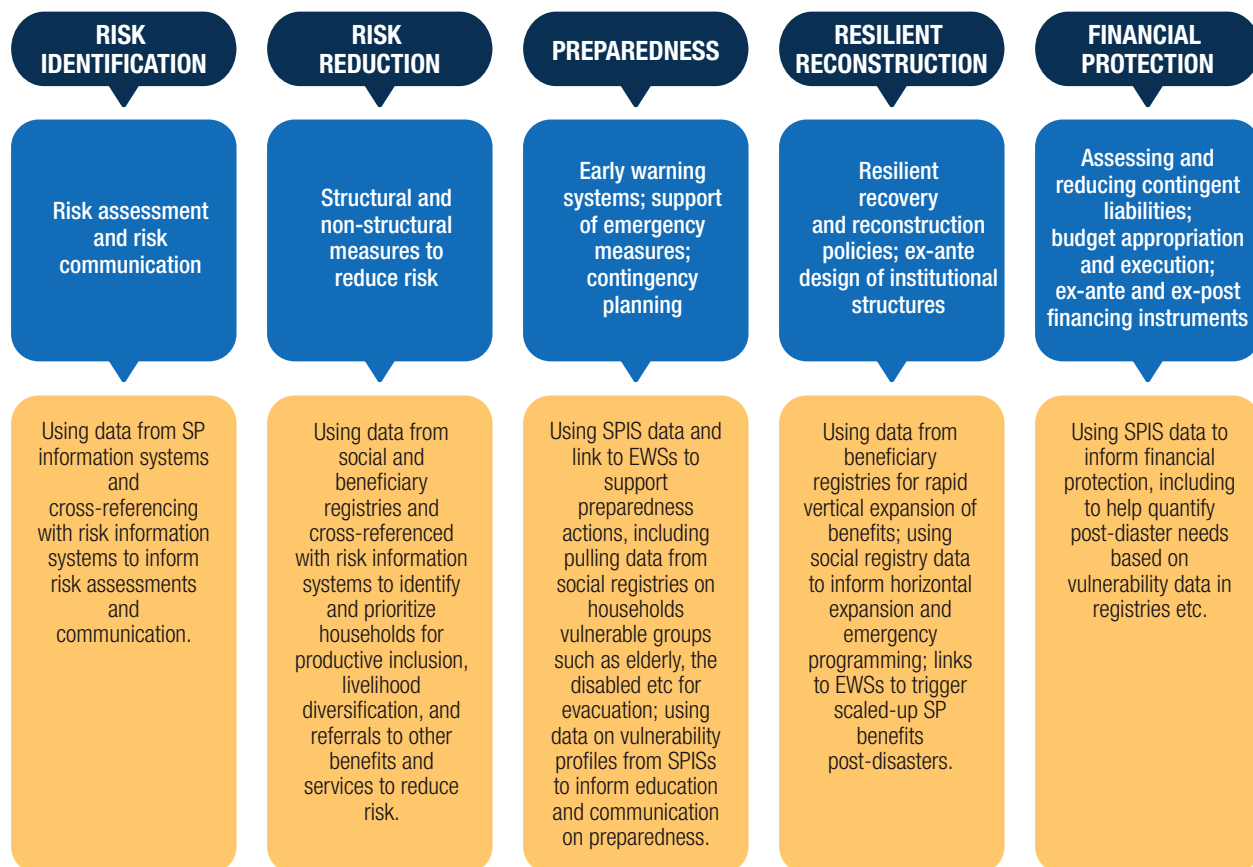 RISK
IDENTIFICATION
Risk assessment
and risk
communication
Using data from SP
information systems
and
cross-referencing
with risk information
systems to inform
risk assessments
and
communication.
RISK
REDUCTION
Structural and
non-structural
measures to
reduce risk
Using data from
social and
beneficiary
registries and
cross-referenced
with risk information
systems to identify
and prioritize
households for
productive inclusion,
livelihood
diversification, and
referrals to other
benefits and
services to reduce
risk.
PREPAREDNESS
Early warning
systems; support
of emergency
measures;
contingency
planning
Using SPIS data and
link to EWSs to
support
preparedness
actions, including
pulling data from
social registries on
households
vulnerable groups
such as elderly, the
disabled etc for
evacuation; using
data on vulnerability
profiles from SPISs
to inform education
and communication
on preparedness.
RESILIENT
RECONSTRUCTION
Resilient
recovery
and reconstruction
policies; ex-ante
design of institutional
structures
Using data from
beneficiary
registries for rapid
vertical expansion of
benefits; using
social registry data
to inform horizontal
expansion and
emergency
programming; links
to EWSs to trigger
scaled-up SP
benefits
post-disasters.
FINANCIAL
PROTECTION
Assessing and
reducing contingent
liabilities;
budget appropriation
and execution;
ex-ante and ex-post
financing instruments
Using SPIS data to
inform financial
protection, including
to help quantify
post-diaster needs
based on
vulnerability data in
registries etc.